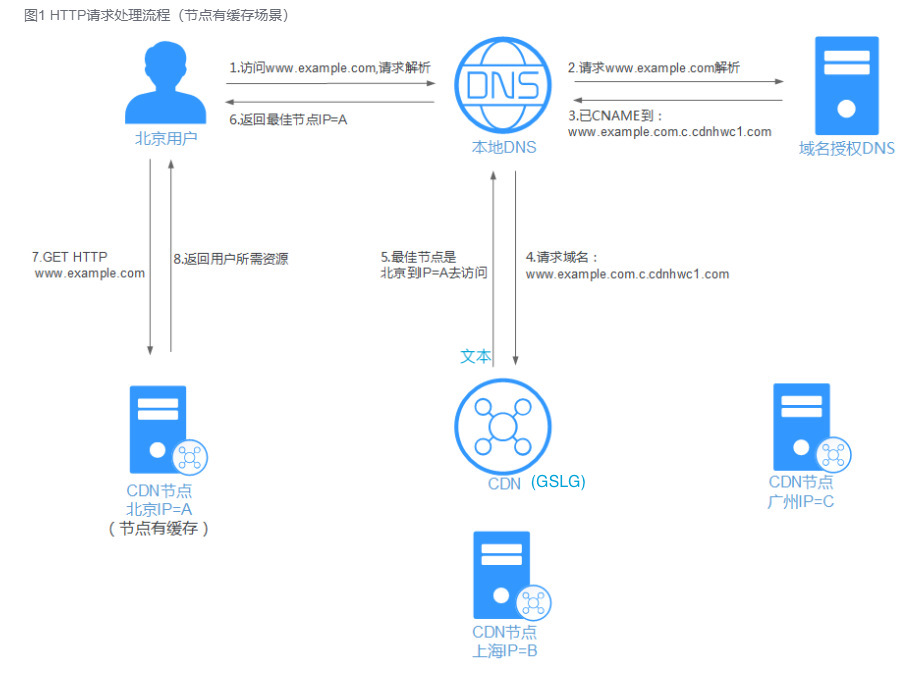 图1 HTTP请求处理流程（节点有缓存场景）
1.访问www.example.com,请求解析
2.请求www.example.com解析
DNS
6.返回最佳节点IP=A
3.已CNAME到：
www.example.com.c.cdnhwc1.com
北京用户
本地DNS
域名授权DNS
7.GET HTTP
www.example.com
8.返回用户所需资源
5.最佳节点是
北京到IP=A去访问
4.请求域名：
www.example.com.c.cdnhwc1.com
文本
CDN (GSLG)
CDN节点
北京IP=A
（节点有缓存）
CDN节点
广州IP=C
CDN节点
上海IP=B